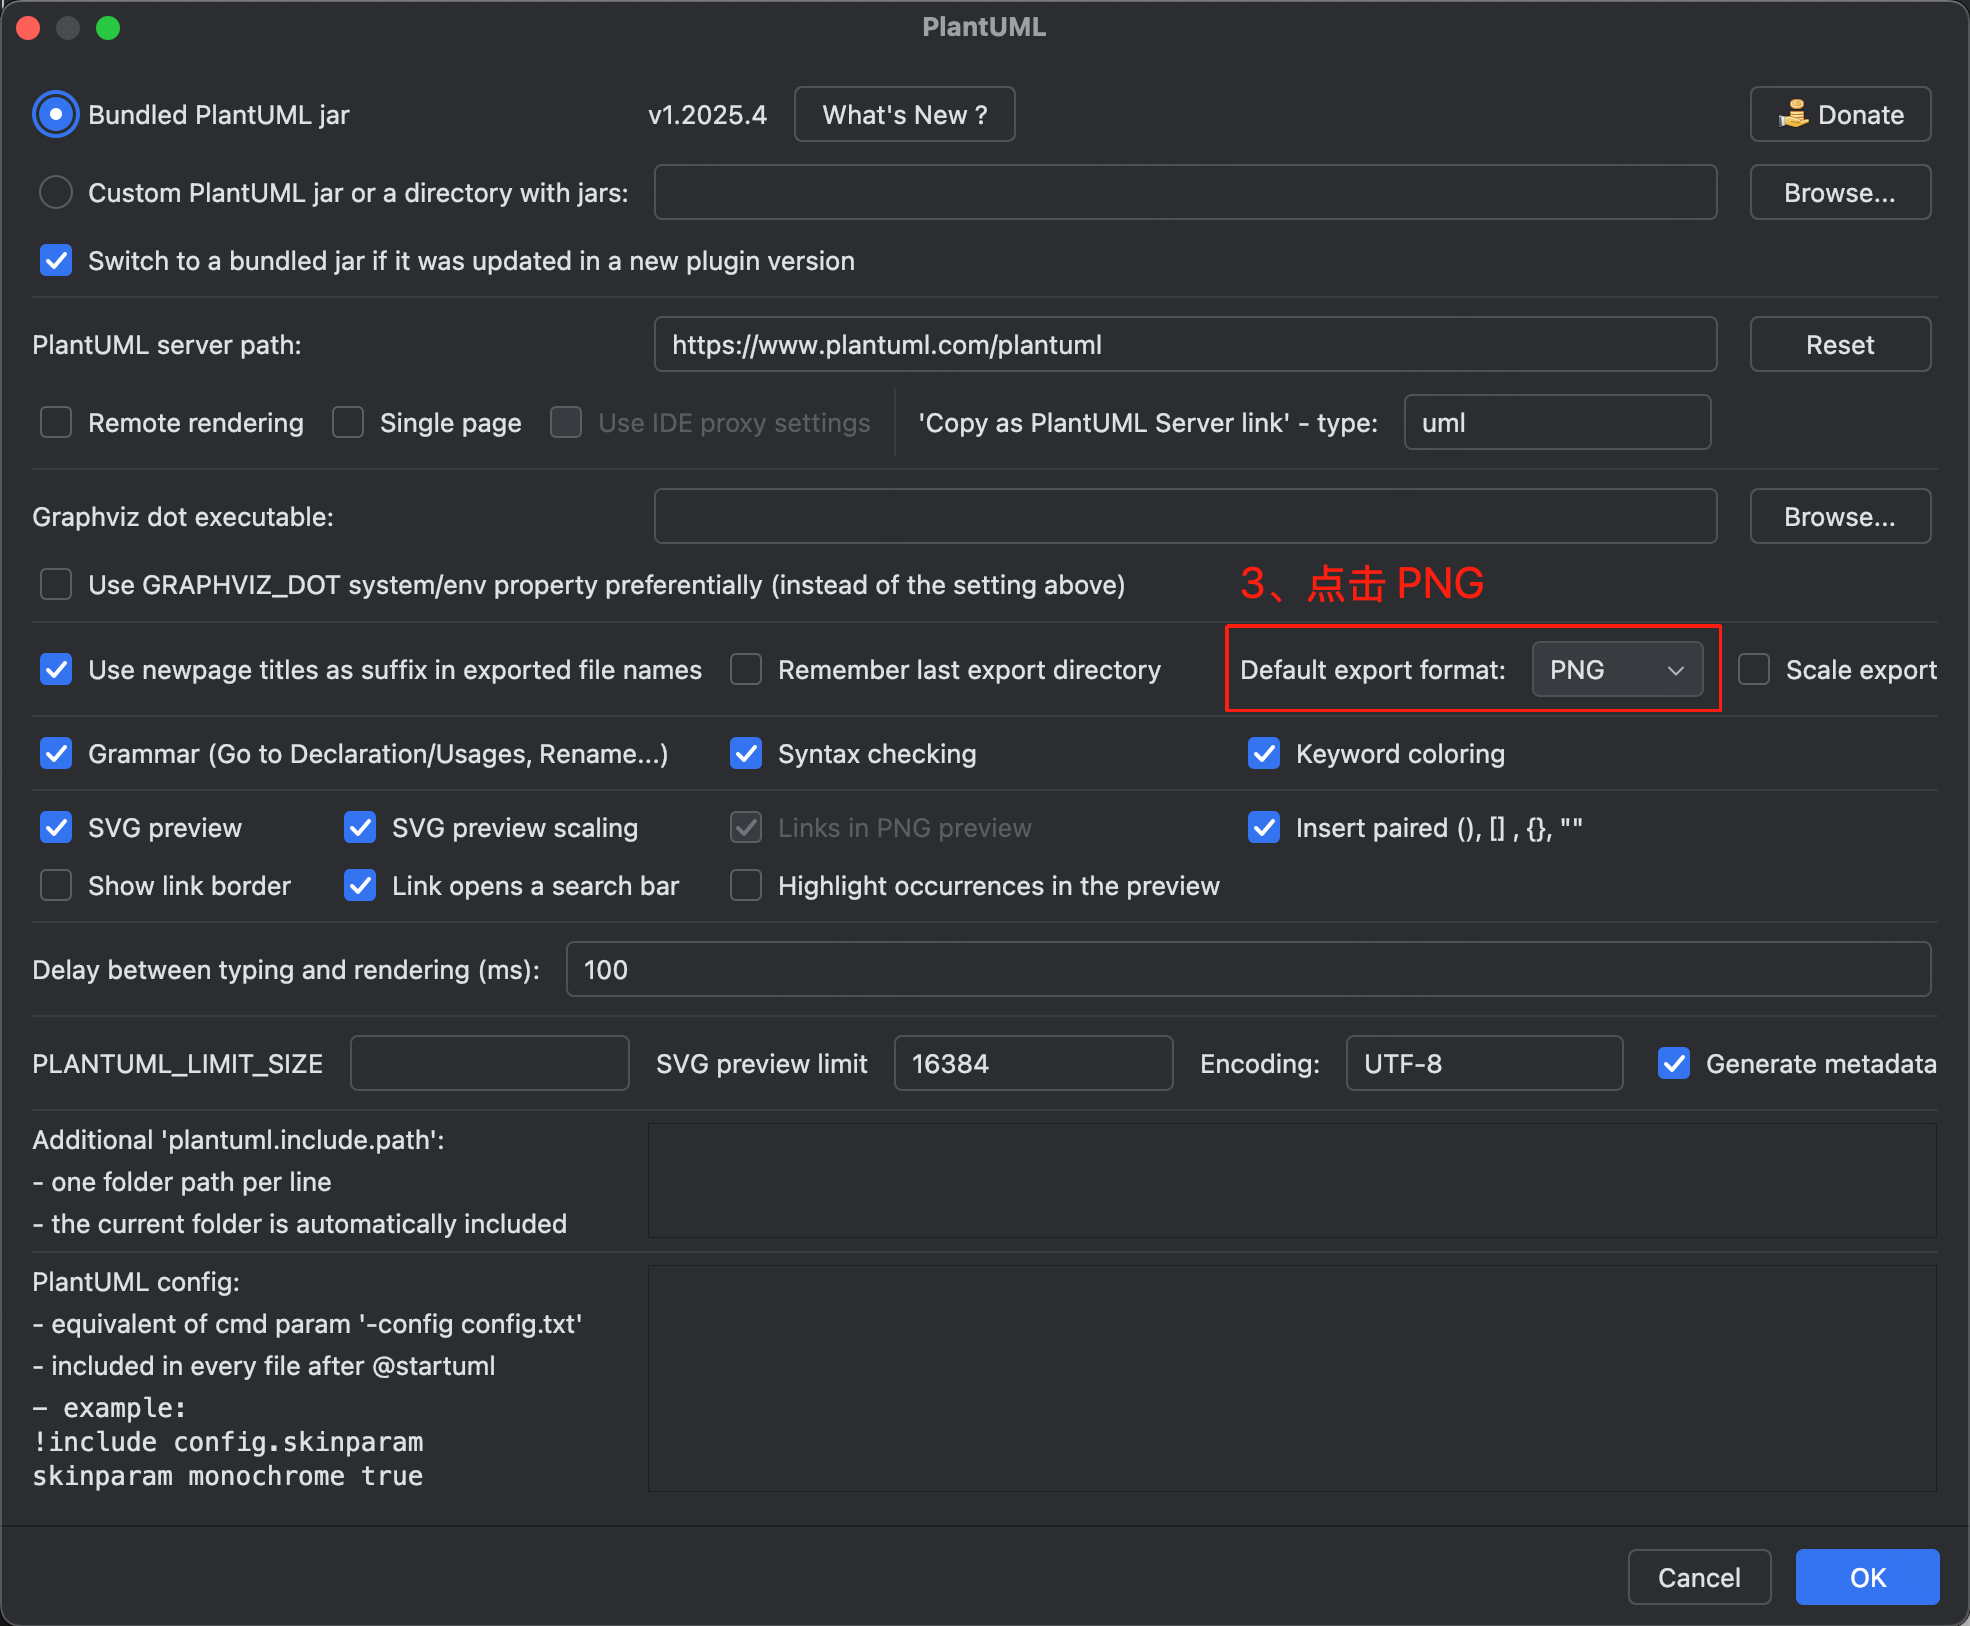 PlantUML
Bundled PlantUML jar v1.2025.4 What's New ? Donate
Custom PlantUML jar or a directory with jars: Browse...
Switch to a bundled jar if it was updated in a new plugin version
PlantUML server path: https://www.plantuml.com/plantuml Reset
Remote rendering Single page Use IDE proxy settings 'Copy as PlantUML Server link' - type: uml
Graphviz dot executable: Browse...
Use GRAPHVIZ_DOT system/env property preferentially (instead of the setting above) 3、点击 PNG
Use newpage titles as suffix in exported file names Remember last export directory Default export format: PNG Scale export
Grammar (Go to Declaration/Usages, Rename...) Syntax checking Keyword coloring
SVG preview SVG preview scaling Links in PNG preview Insert paired (), [] , {}, ""
Show link border Link opens a search bar Highlight occurrences in the preview
Delay between typing and rendering (ms): 100
PLANTUML_LIMIT_SIZE SVG preview limit 16384 Encoding: UTF-8 Generate metadata
Additional 'plantuml.include.path':
- one folder path per line
- the current folder is automatically included
PlantUML config:
- equivalent of cmd param '-config config.txt'
- included in every file after @startuml
- example:
!include config.skinparam
skinparam monochrome true
Cancel OK